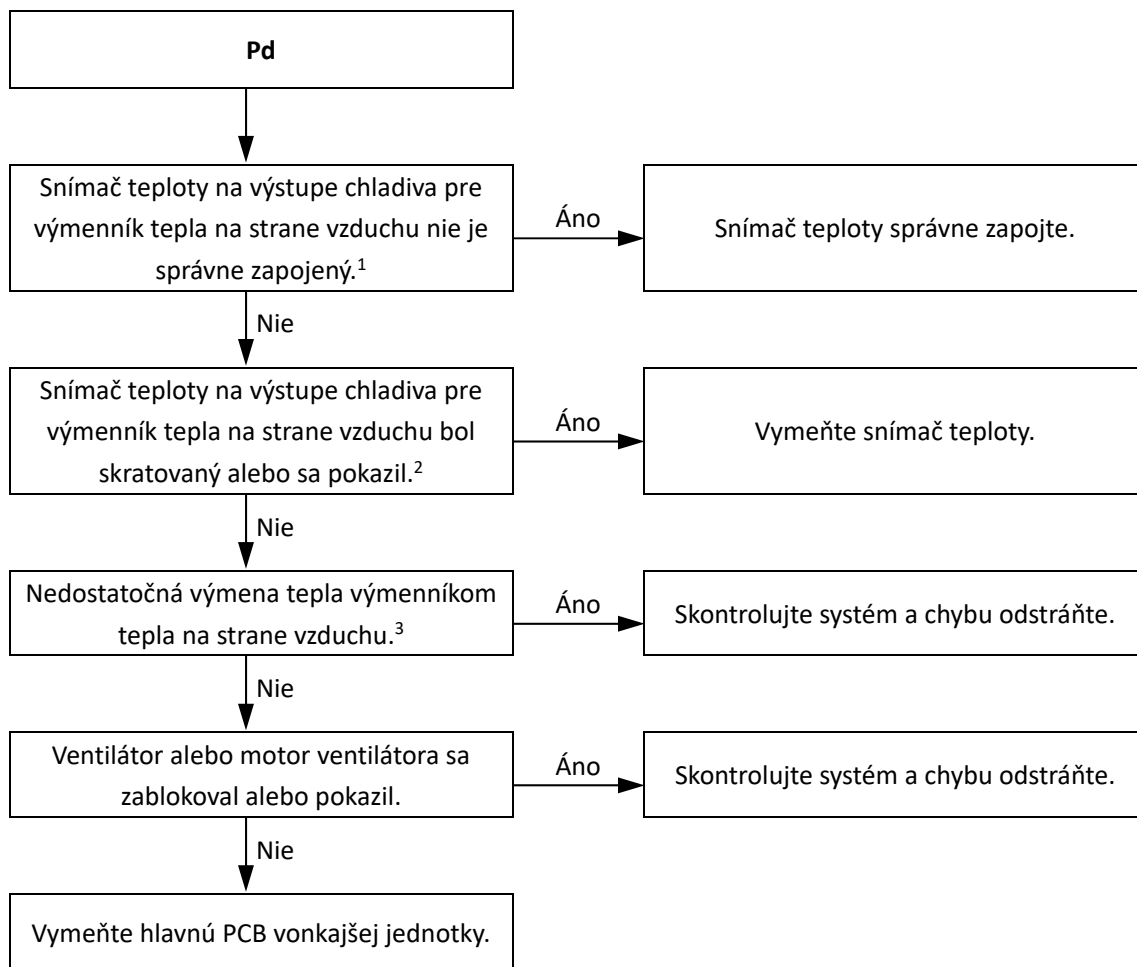 Pd
Snímač teploty na výstupe chladiva pre
výmenník tepla na strane vzduchu nie je
správne zapojený.¹
Áno
Snímač teploty správne zapojte.
Nie
Snímač teploty na výstupe chladiva pre
výmenník tepla na strane vzduchu bol
skratovaný alebo sa pokazil.²
Áno
Vymeňte snímač teploty.
Nie
Nedostatočná výmena tepla výmenníkom
tepla na strane vzduchu.³
Áno
Skontrolujte systém a chybu odstráňte.
Nie
Ventilátor alebo motor ventilátora sa
zablokoval alebo pokazil.
Áno
Skontrolujte systém a chybu odstráňte.
Nie
Vymeňte hlavnú PCB vonkajšej jednotky.